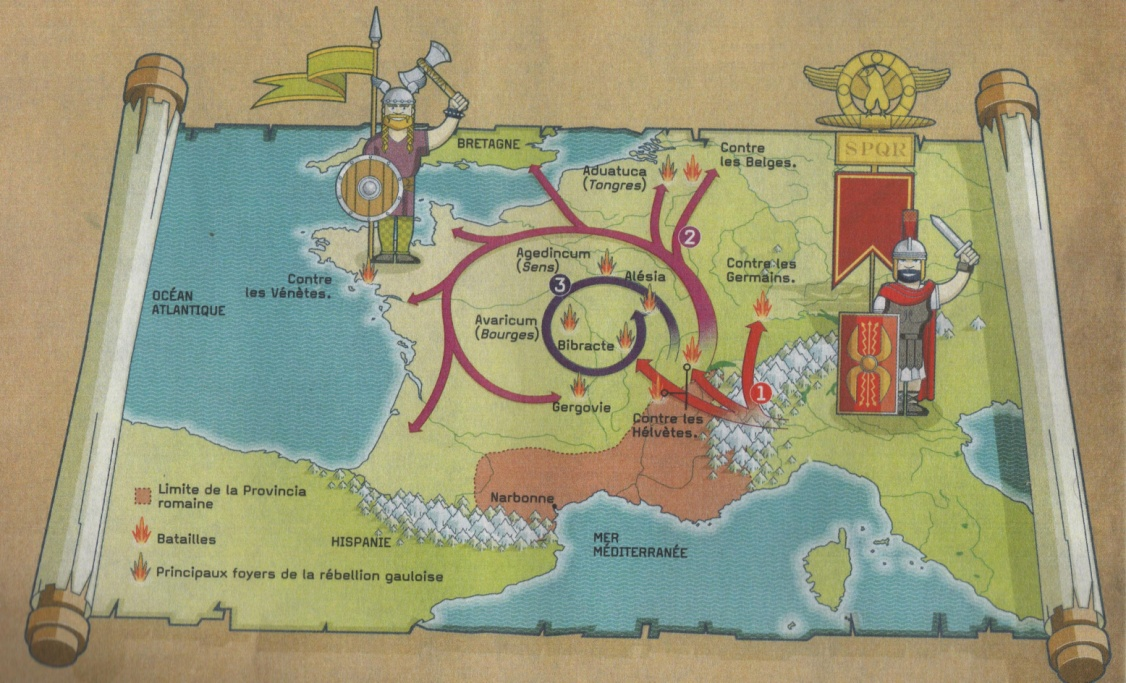 BRETAGNE
Contre
les Belges.
SPQR
Aduatuca
(Tongres)
2
Agedincum
(Sens)
Contre les
Germains.
Alésia
3
Contre
les Vénètes.
OCÉAN
ATLANTIQUE
Avaricum
(Bourges)
Bibracte
1
Gergovie
Contre les
Hélvètes.
Limite de la Provincia
romaine
Narbonne
Batailles
HISPANIE
MER
MÉDITERRANÉE
Principaux foyers de la rébellion gauloise